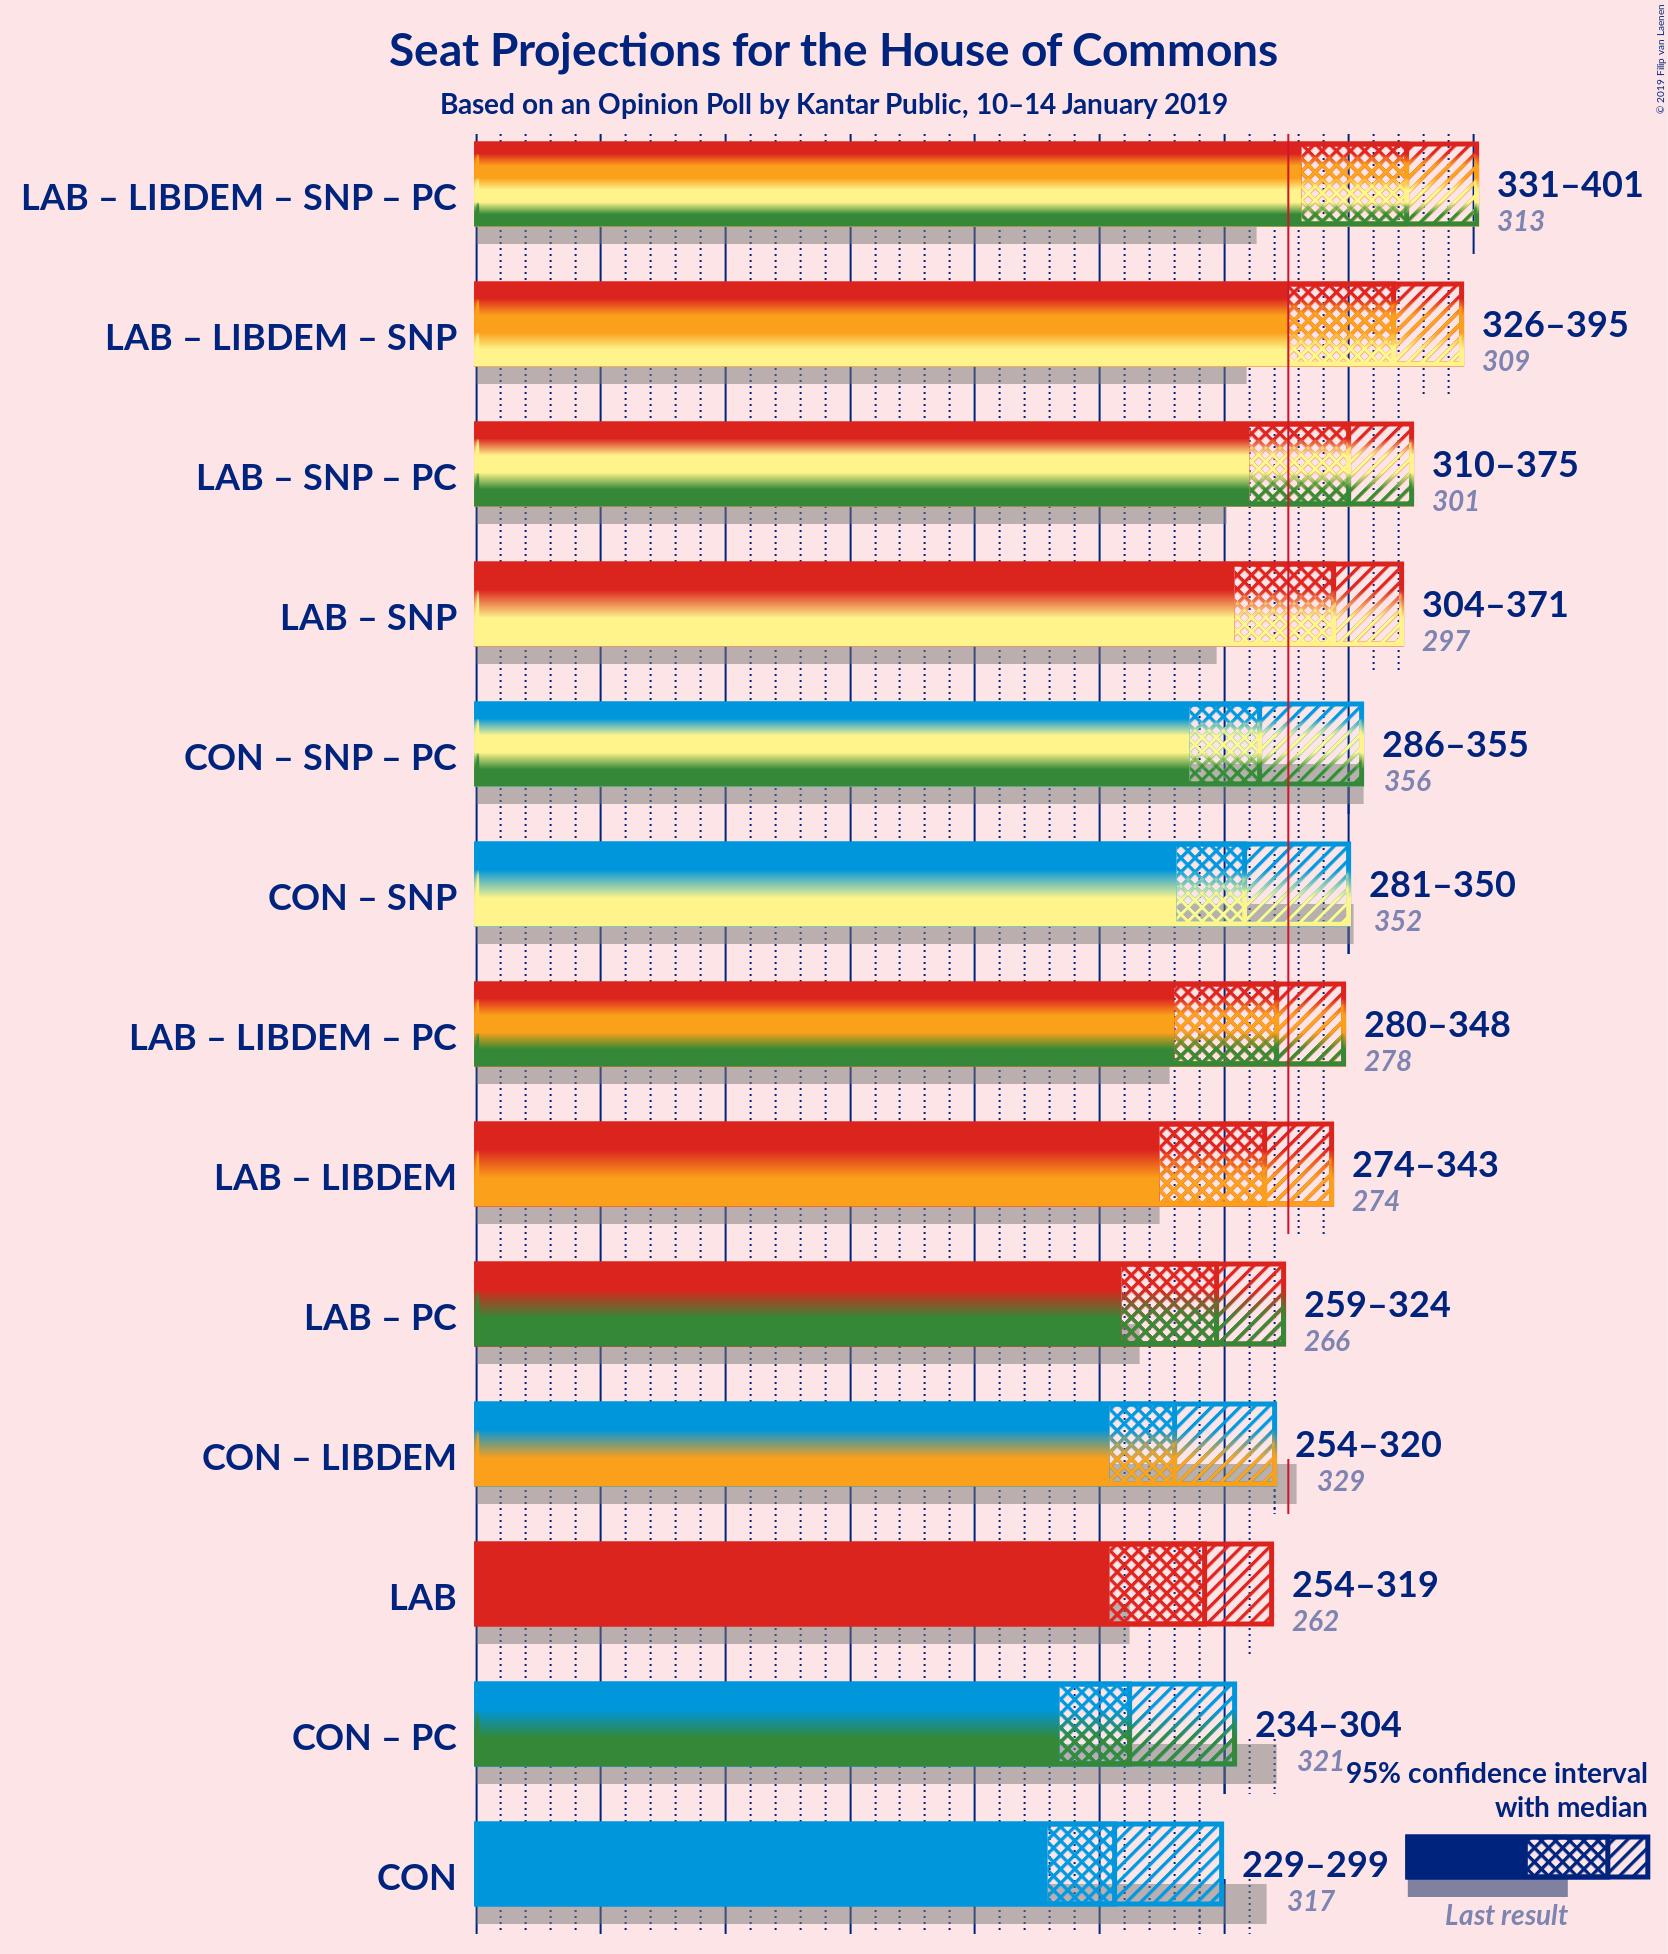 © 2019 Filip van Laenen
Seat Projections for the House of Commons
Based on an Opinion Poll by Kantar Public, 10–14 January 2019
LAB – LIBDEM – SNP – PC
331–401
313
LAB – LIBDEM – SNP
326–395
309
LAB – SNP – PC
310–375
301
LAB – SNP
304–371
297
CON – SNP – PC
286–355
356
CON – SNP
281–350
352
LAB – LIBDEM – PC
280–348
278
LAB – LIBDEM
274–343
274
LAB – PC
259–324
266
CON – LIBDEM
254–320
329
LAB
254–319
262
CON – PC
234–304
321
CON
229–299
317
95% confidence interval
with median
Last result